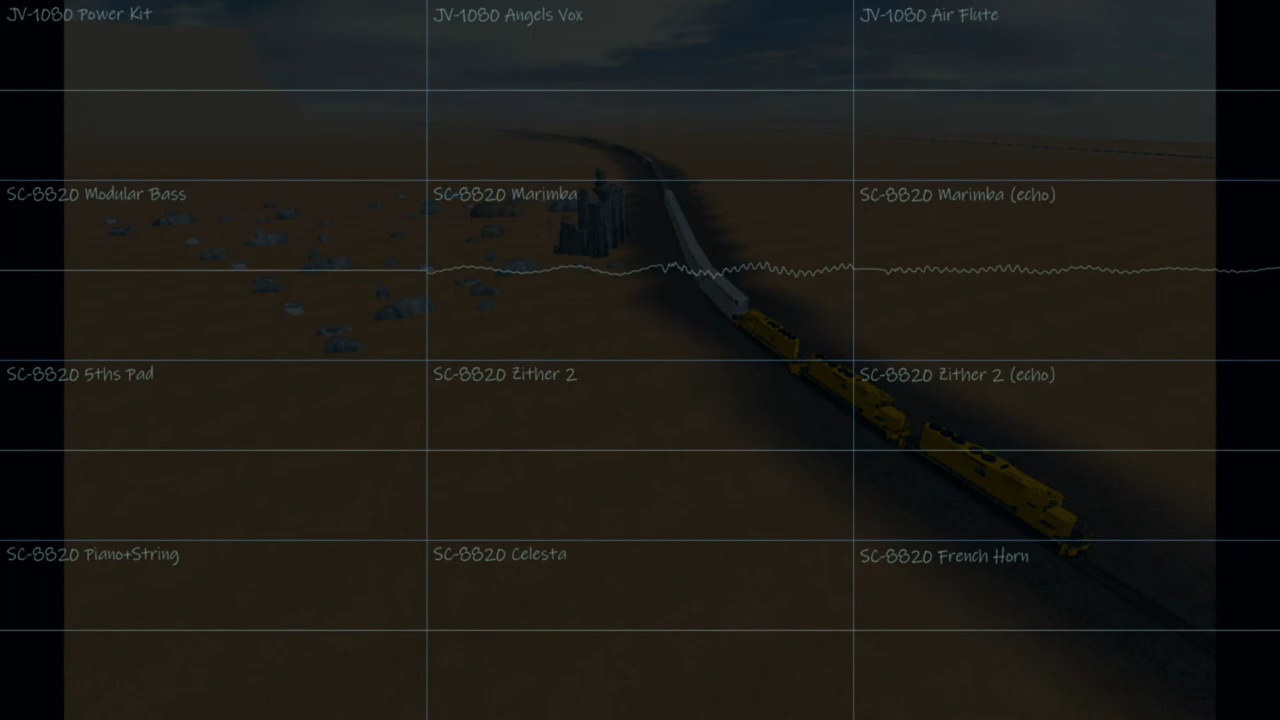 JV-1080 Power Kit
JV-1080 Angels Vox
JV-1080 Air Flute
SC-8820 Modular Bass
SC-8820 Marimba
SC-8820 Marimba (echo)
SC-8820 5ths Pad
SC-8820 Zither 2
SC-8820 Zither 2 (echo)
SC-8820 Piano+String
SC-8820 Celesta
SC-8820 French Horn